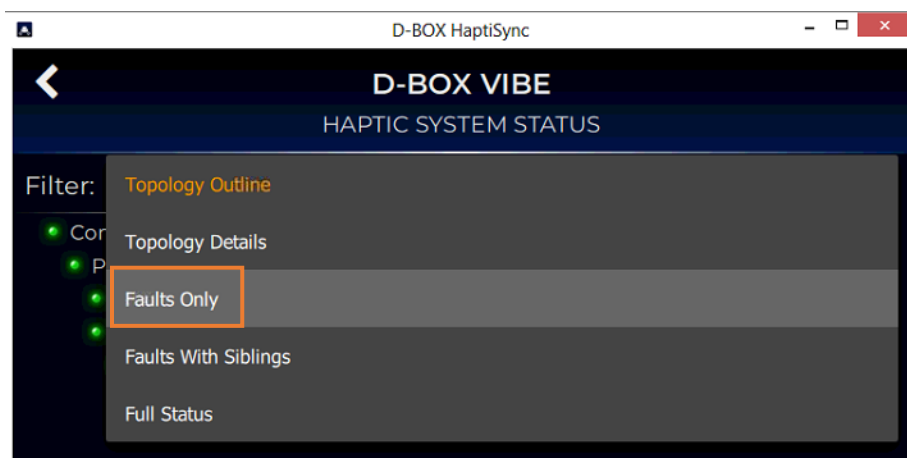 D-BOX HaptiSync
D-BOX VIBE
HAPTIC SYSTEM STATUS
Filter:
Topology Outline
Topology Details
Faults Only
Faults With Siblings
Full Status